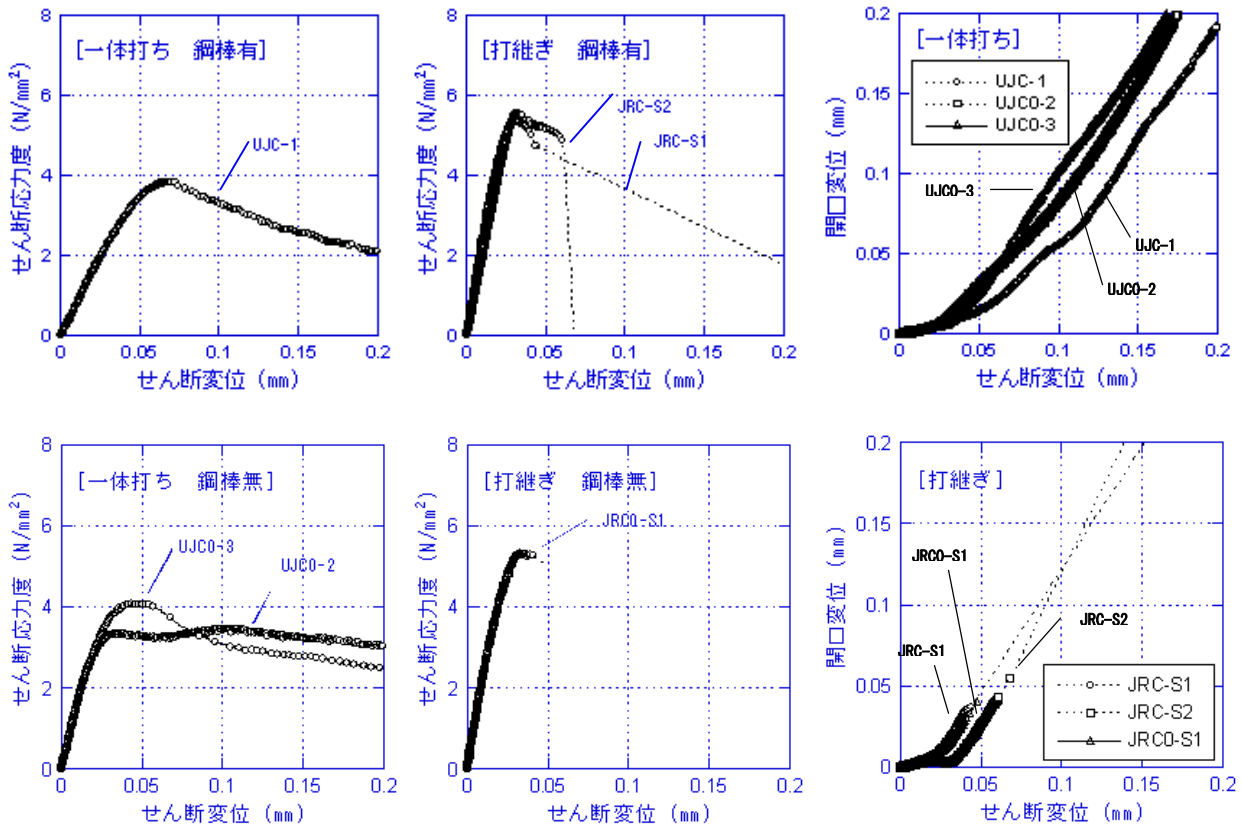 [一体打ち 鋼棒有]
せん断応力度 (N/mm²)
8
6
4
2
0
UJC-1
0 0.05 0.1 0.15 0.2
せん断変位 (mm)
[打継ぎ 鋼棒有]
せん断応力度 (N/mm²)
8
6
4
2
0
JRC-S2
JRC-S1
0 0.05 0.1 0.15 0.2
せん断変位 (mm)
[一体打ち]
開口変位 (mm)
0.2
0.15
0.1
0.05
0
UJC-1
UJC0-2
UJC0-3
UJC0-3
UJC-1
UJC0-2
0 0.05 0.1 0.15 0.2
せん断変位 (mm)
[一体打ち 鋼棒無]
せん断応力度 (N/mm²)
8
6
4
2
0
UJC0-3
UJC0-2
0 0.05 0.1 0.15 0.2
せん断変位 (mm)
[打継ぎ 鋼棒無]
せん断応力度 (N/mm²)
8
6
4
2
0
JRC0-S1
0 0.05 0.1 0.15 0.2
せん断変位 (mm)
[打継ぎ]
開口変位 (mm)
0.2
0.15
0.1
0.05
0
JRC0-S1
JRC-S2
JRC-S1
JRC-S1
JRC-S2
JRC0-S1
0 0.05 0.1 0.15 0.2
せん断変位 (mm)